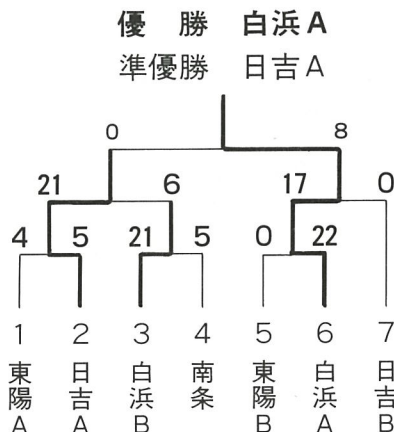 優 勝 白浜A
準優勝 日吉A
0 8
21 6 17 0
4 5 21 5 0 22
1 2 3 4 5 6 7
東陽A
日吉A
白浜B
南条
東陽B
白浜A
日吉B